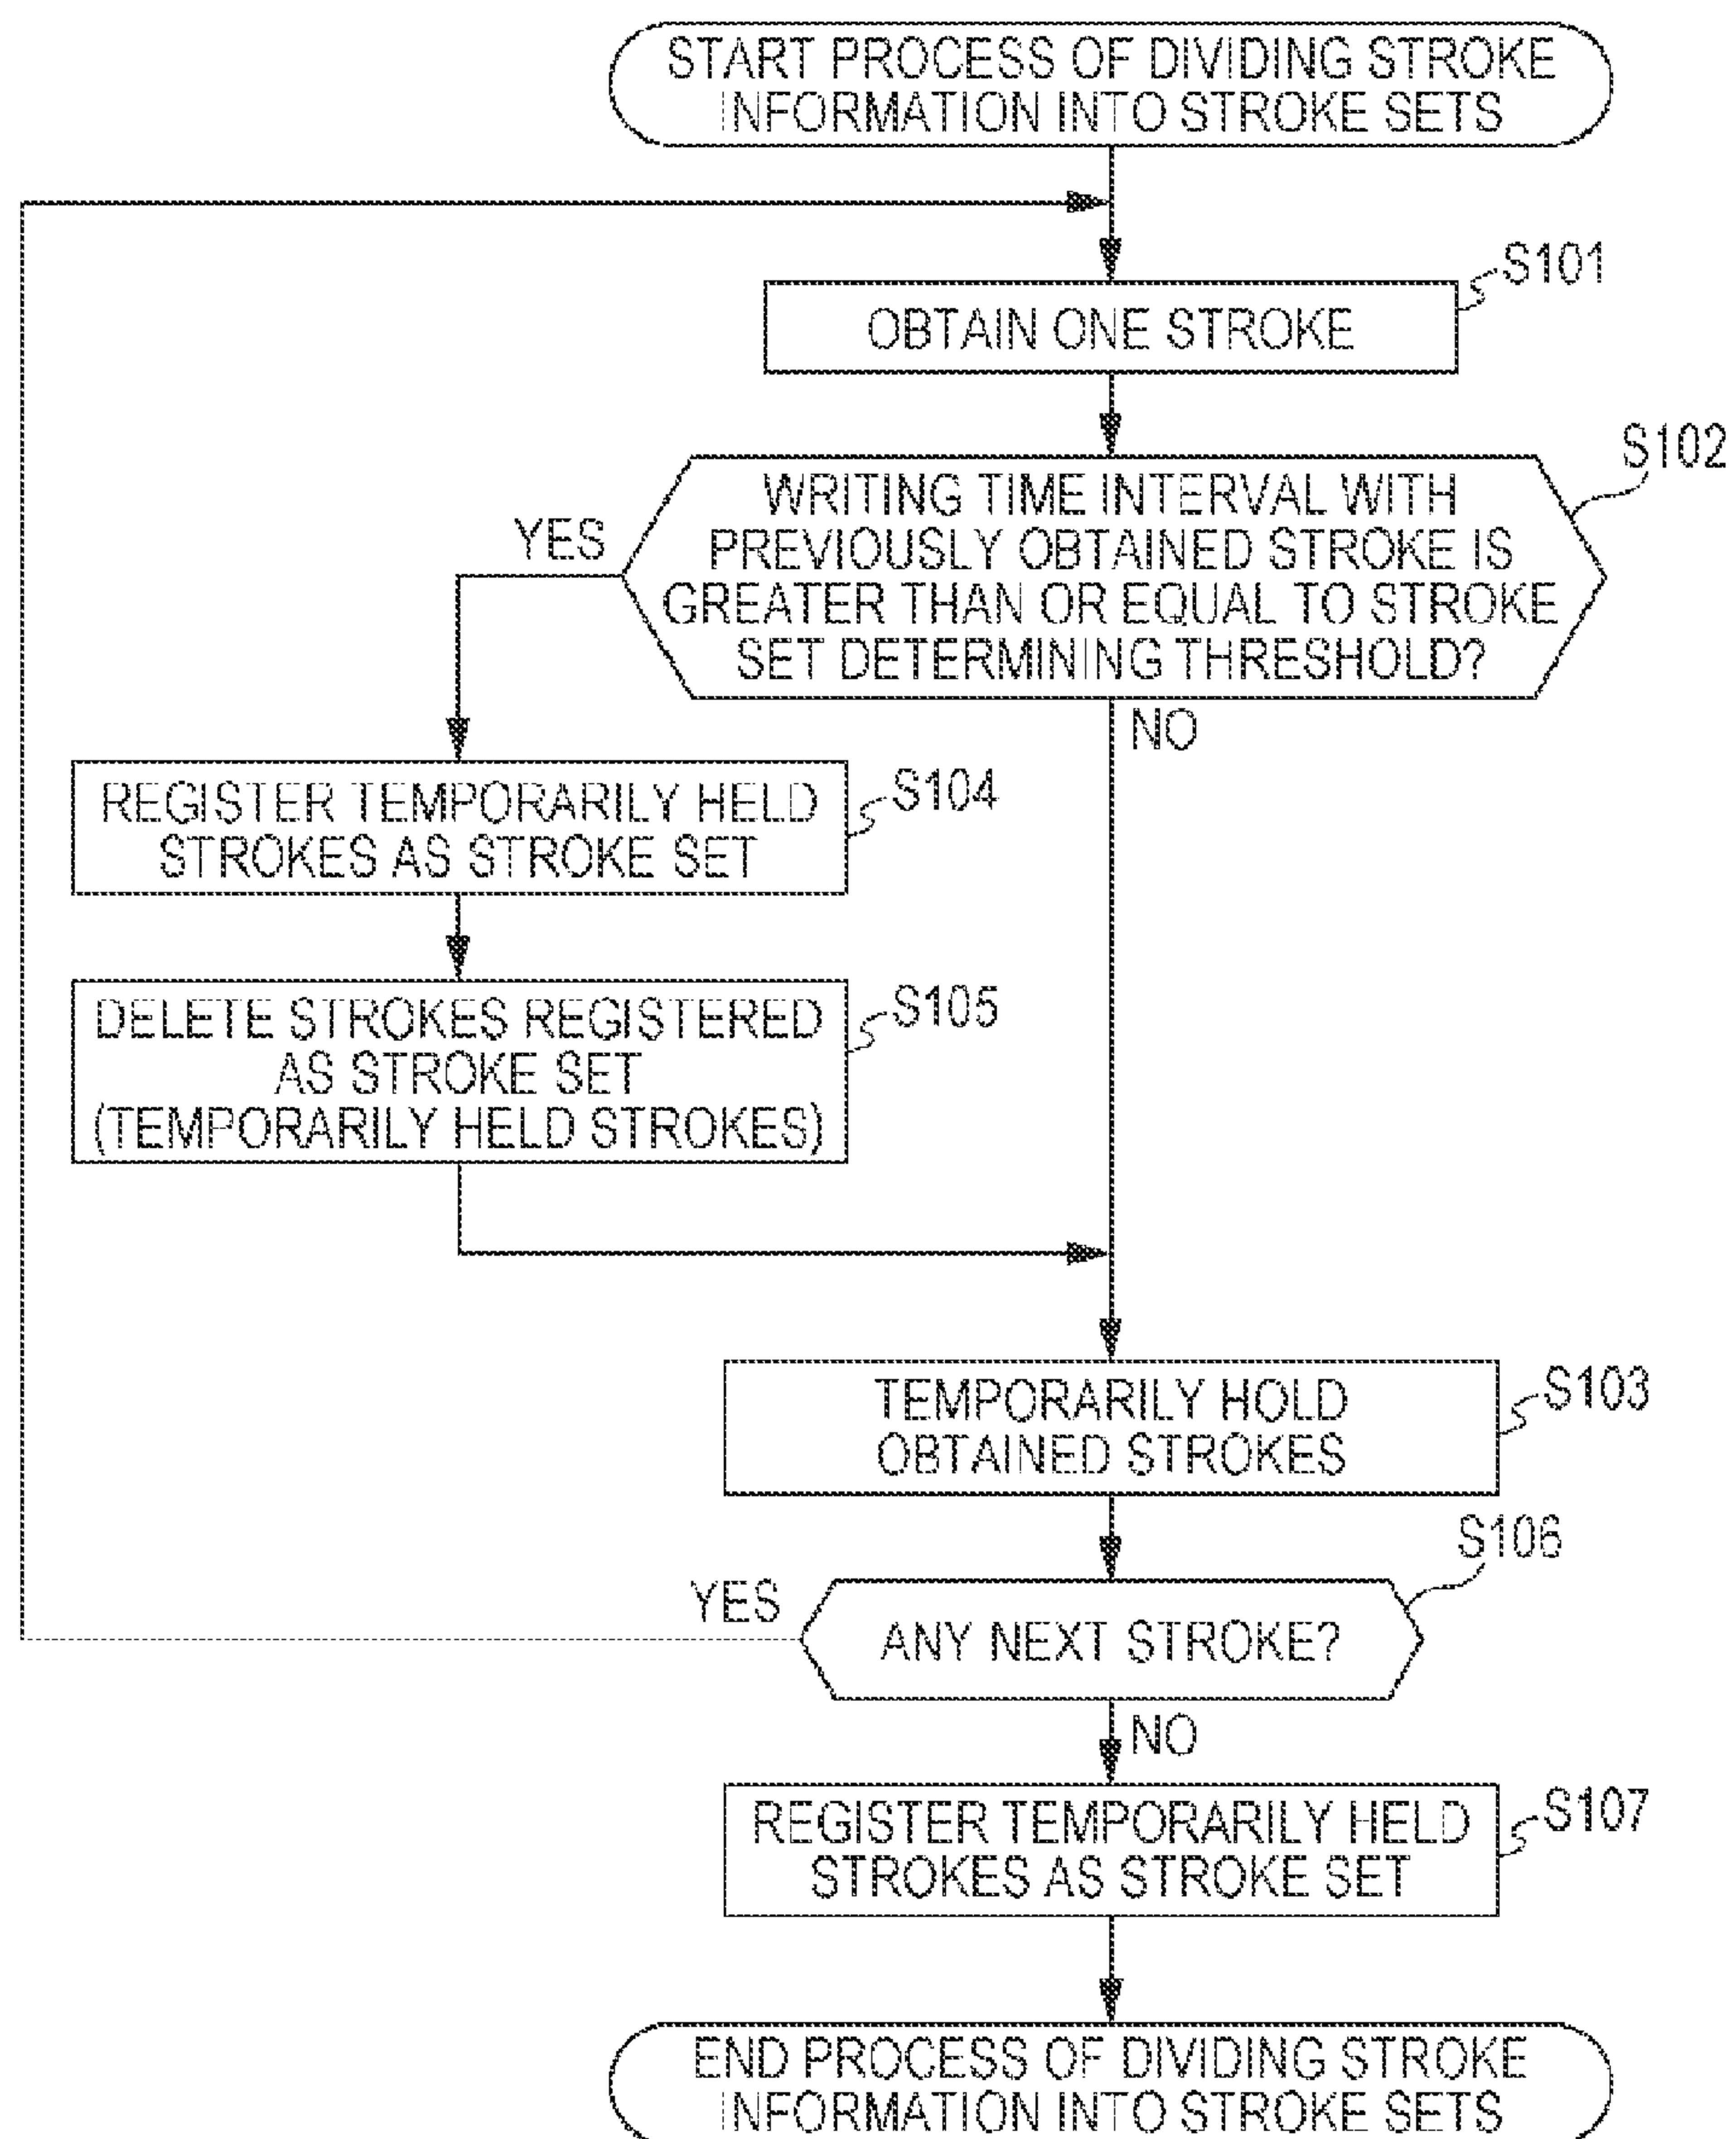 START PROCESS OF DIVIDING STROKE
INFORMATION INTO STROKE SETS
S101
OBTAIN ONE STROKE
S102
WRITING TIME INTERVAL WITH
PREVIOUSLY OBTAINED STROKE IS
GREATER THAN OR EQUAL TO STROKE
SET DETERMINING THRESHOLD?
YES
NO
S104
REGISTER TEMPORARILY HELD
STROKES AS STROKE SET
S105
DELETE STROKES REGISTERED
AS STROKE SET
(TEMPORARILY HELD STROKES)
S103
TEMPORARILY HOLD
OBTAINED STROKES
S106
YES
ANY NEXT STROKE?
NO
S107
REGISTER TEMPORARILY HELD
STROKES AS STROKE SET
END PROCESS OF DIVIDING STROKE
INFORMATION INTO STROKE SETS